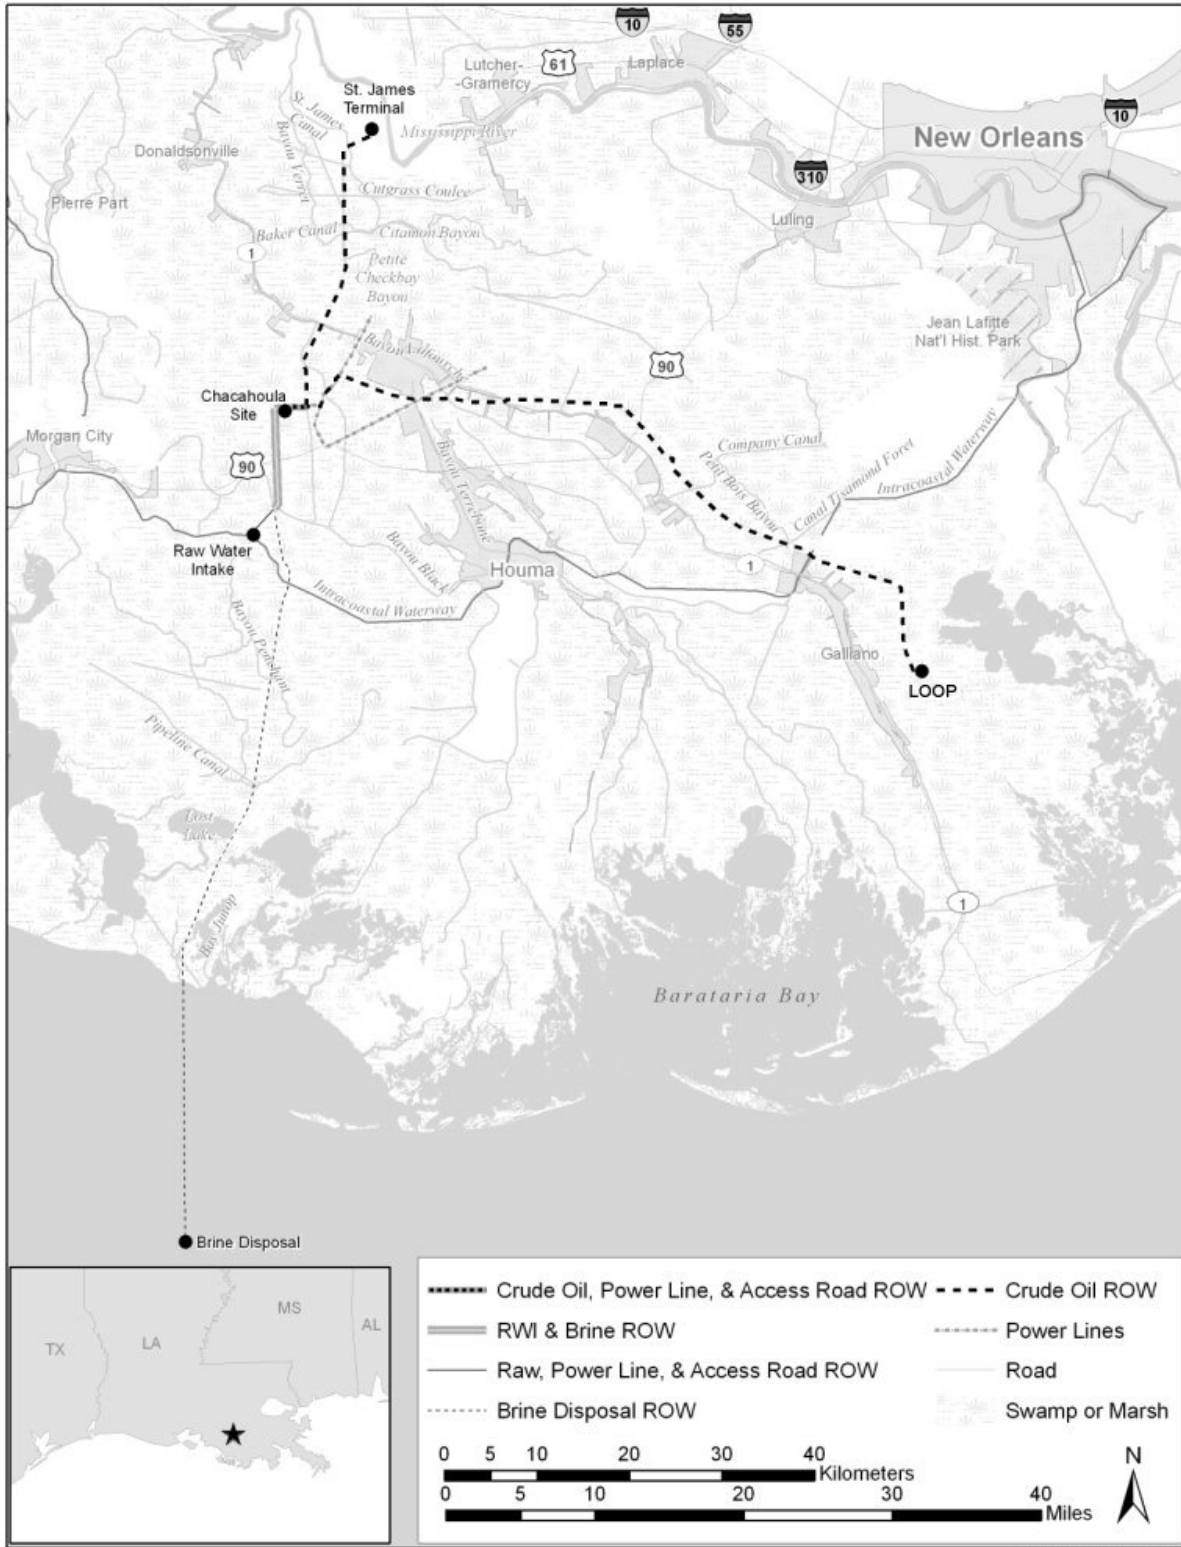 10
55
61
Lutcher-
-Gramercy
Laplace
St. James
Terminal
St. James
Canal
Mississippi River
10
New Orleans
Donaldsonville
Bayou Verret
310
Cutgrass Coulee
Pierre Part
Luling
Baker Canal
Citamon Bayou
1
Petite
Checkbay
Bayou
Jean Lafitte
Nat'l Hist. Park
Bayou Lafourche
90
Chacahoula
Site
Morgan City
90
Company Canal
Bayou Terrebone
Petit Bois Bayou
Canal Tisamond Foret
Intracoastal Waterway
Raw Water
Intake
Bayou Black
Houma
1
Intracoastal Waterway
Bayou Penchant
Galliano
LOOP
Pipeline Canal
Lost
Lake
Bay Junop
1
Barataria Bay
Brine Disposal
TX
LA
MS
AL
Crude Oil, Power Line, & Access Road ROW
Crude Oil ROW
RWI & Brine ROW
Power Lines
Raw, Power Line, & Access Road ROW
Road
Brine Disposal ROW
Swamp or Marsh
0 5 10 20 30 40
Kilometers
0 5 10 20 30 40
Miles
N